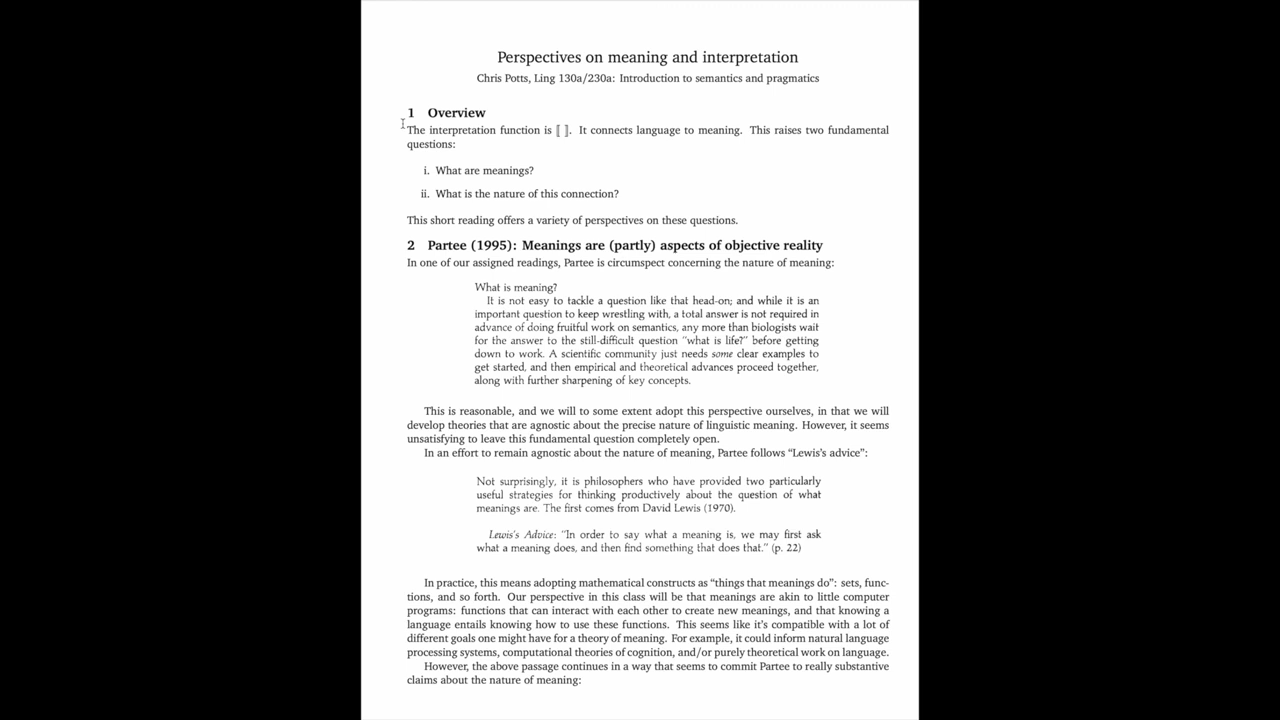 Perspectives on meaning and interpretation
Chris Potts, Ling 130a/230a: Introduction to semantics and pragmatics
1 Overview
The interpretation function is ⟦ ⟧. It connects language to meaning. This raises two fundamental
questions:
i. What are meanings?
ii. What is the nature of this connection?
This short reading offers a variety of perspectives on these questions.
2 Partee (1995): Meanings are (partly) aspects of objective reality
In one of our assigned readings, Partee is circumspect concerning the nature of meaning:
What is meaning?
It is not easy to tackle a question like that head-on; and while it is an
important question to keep wrestling with, a total answer is not required in
advance of doing fruitful work on semantics, any more than biologists wait
for the answer to the still-difficult question "what is life?" before getting
down to work. A scientific community just needs some clear examples to
get started, and then empirical and theoretical advances proceed together,
along with further sharpening of key concepts.
This is reasonable, and we will to some extent adopt this perspective ourselves, in that we will
develop theories that are agnostic about the precise nature of linguistic meaning. However, it seems
unsatisfying to leave this fundamental question completely open.
In an effort to remain agnostic about the nature of meaning, Partee follows “Lewis’s advice”:
Not surprisingly, it is philosophers who have provided two particularly
useful strategies for thinking productively about the question of what
meanings are. The first comes from David Lewis (1970).
Lewis's Advice: "In order to say what a meaning is, we may first ask
what a meaning does, and then find something that does that." (p. 22)
In practice, this means adopting mathematical constructs as “things that meanings do”: sets, func-
tions, and so forth. Our perspective in this class will be that meanings are akin to little computer
programs: functions that can interact with each other to create new meanings, and that knowing a
language entails knowing how to use these functions. This seems like it’s compatible with a lot of
different goals one might have for a theory of meaning. For example, it could inform natural language
processing systems, computational theories of cognition, and/or purely theoretical work on language.
However, the above passage continues in a way that seems to commit Partee to really substantive
claims about the nature of meaning: